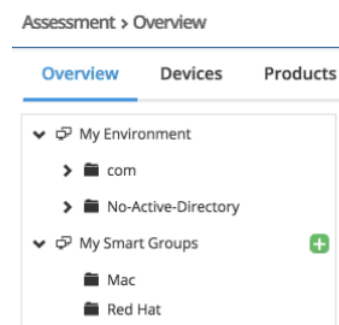 Assessment > Overview
Overview Devices Products
My Environment
com
No-Active-Directory
My Smart Groups
Mac
Red Hat